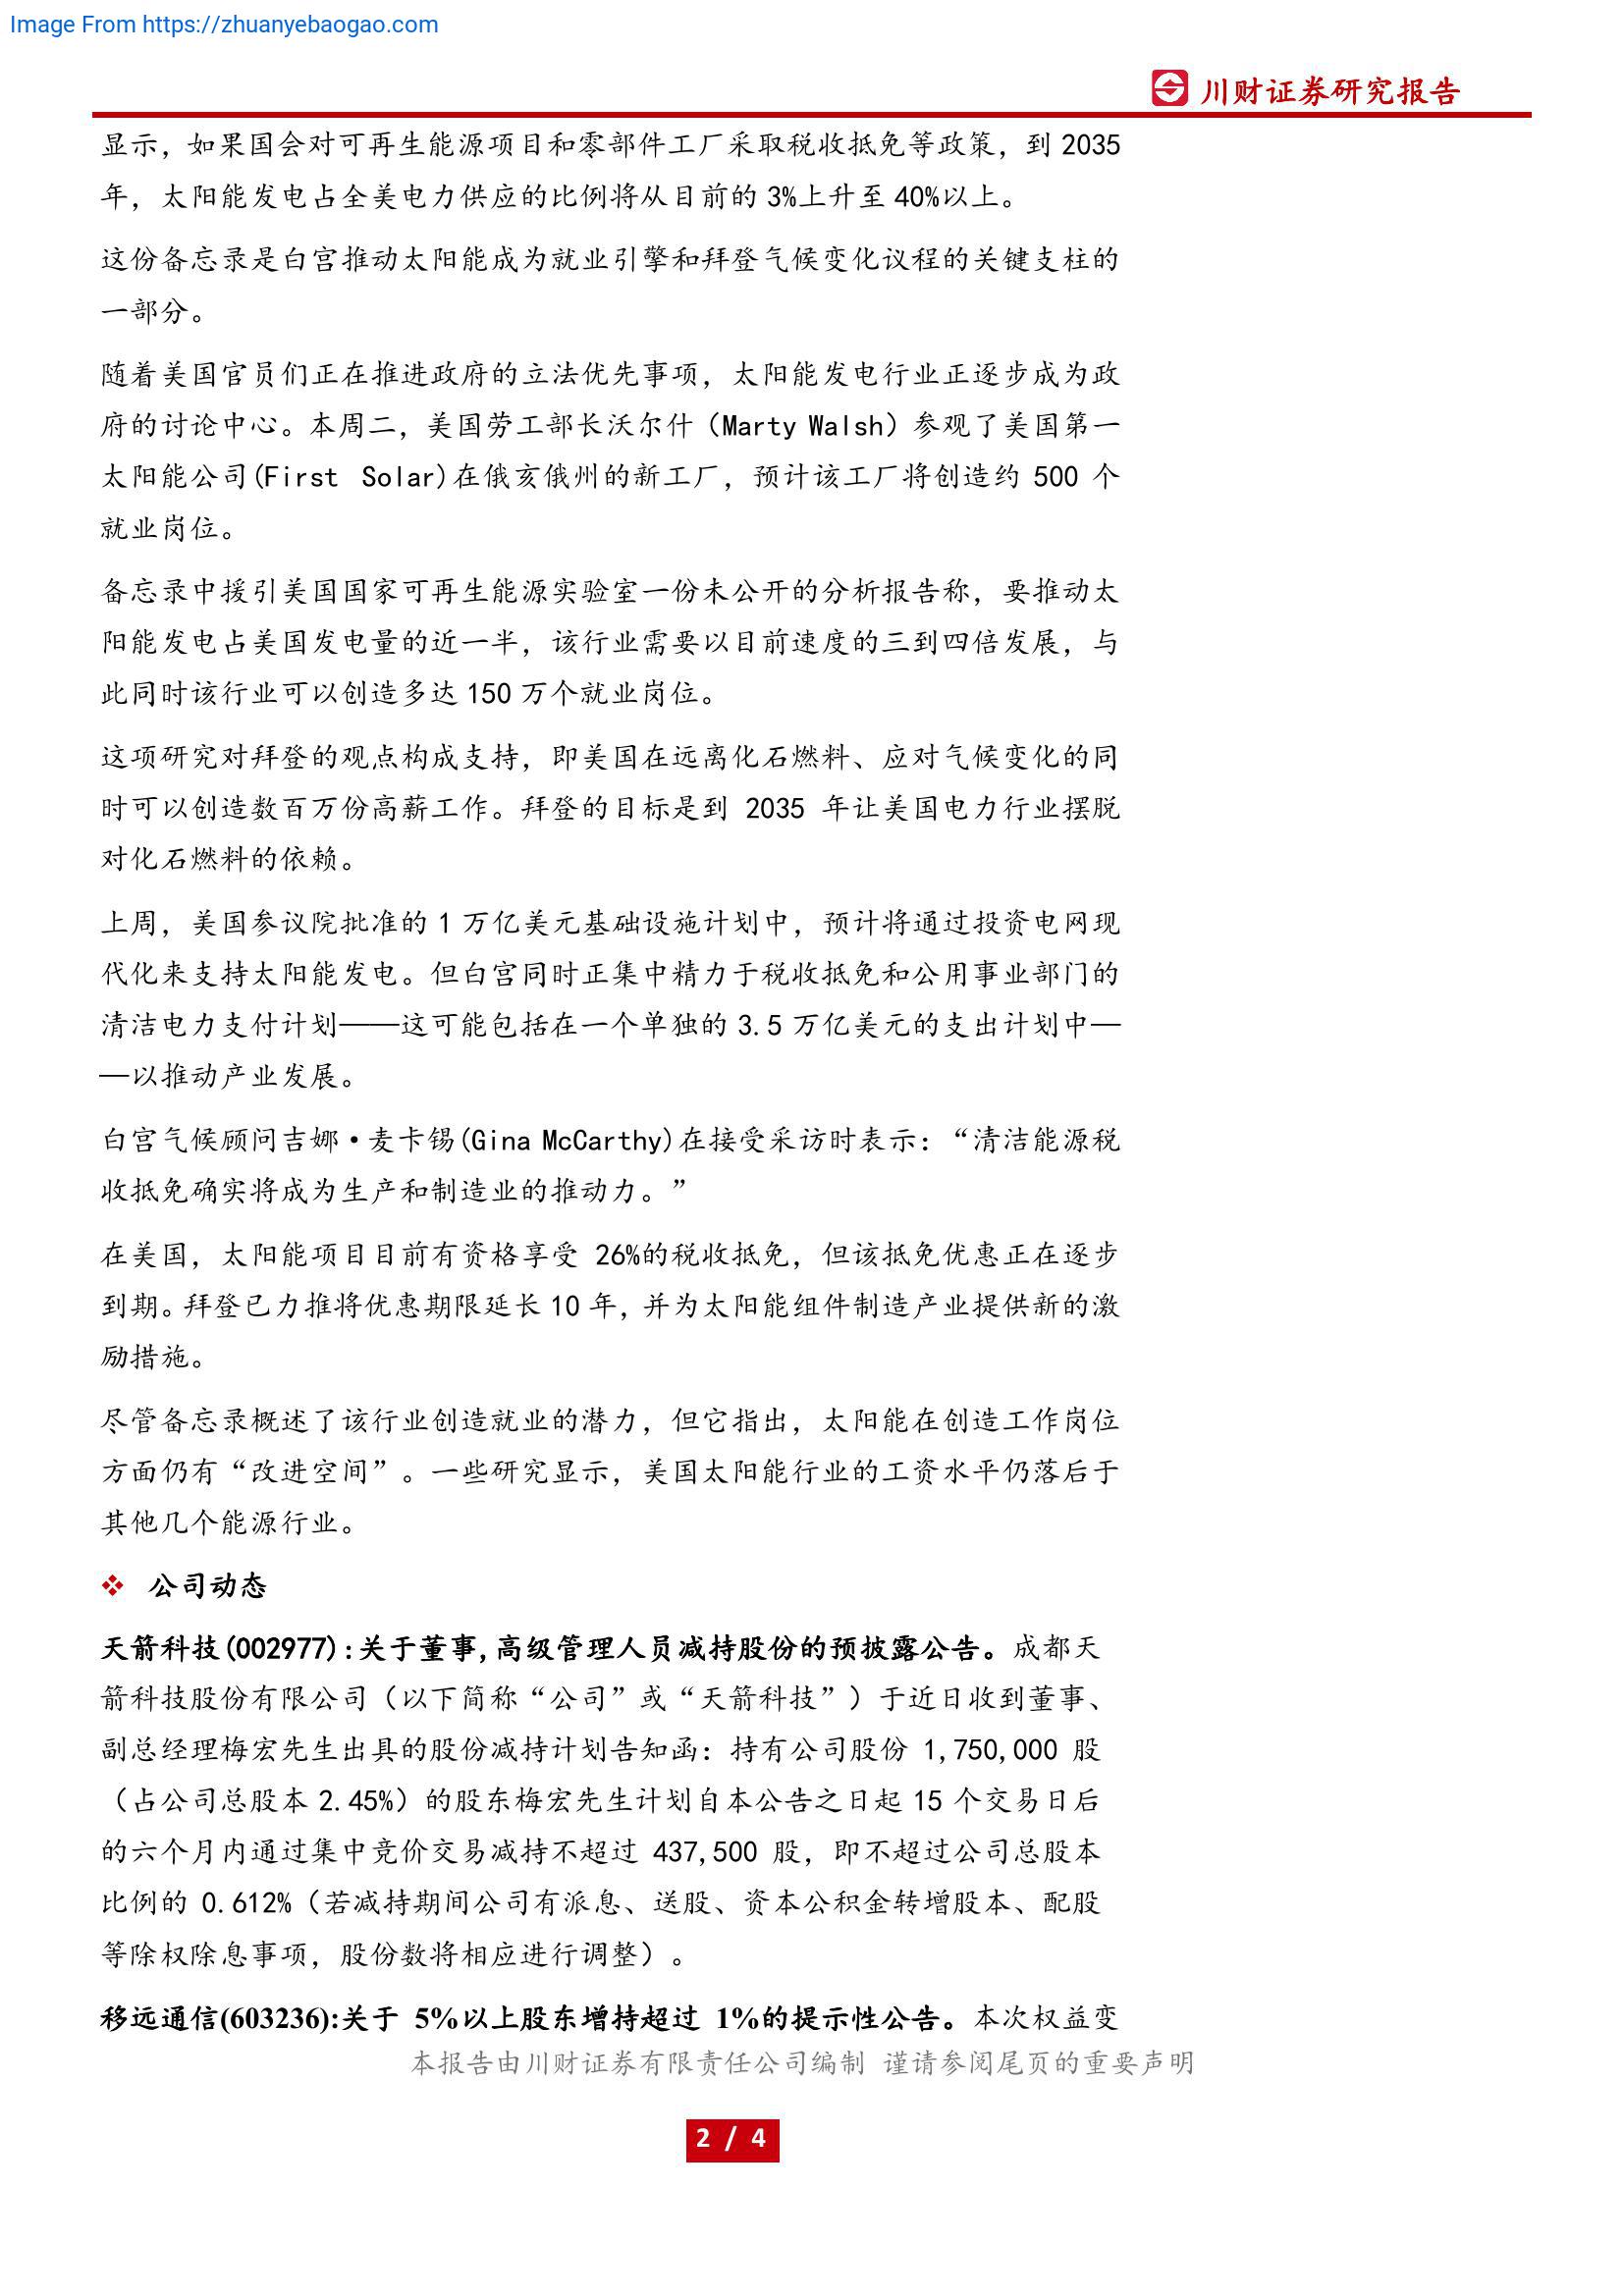 Image From https://zhuanyebaogao.com
川财证券研究报告
显示，如果国会对可再生能源项目和零部件工厂采取税收抵免等政策，到 2035
年，太阳能发电占全美电力供应的比例将从目前的 3%上升至 40%以上。
这份备忘录是白宫推动太阳能成为就业引擎和拜登气候变化议程的关键支柱的
一部分。
随着美国官员们正在推进政府的立法优先事项，太阳能发电行业正逐步成为政
府的讨论中心。本周二，美国劳工部长沃尔什（Marty Walsh）参观了美国第一
太阳能公司(First Solar)在俄亥俄州的新工厂，预计该工厂将创造约 500 个
就业岗位。
备忘录中援引美国国家可再生能源实验室一份未公开的分析报告称，要推动太
阳能发电占美国发电量的近一半，该行业需要以目前速度的三到四倍发展，与
此同时该行业可以创造多达 150 万个就业岗位。
这项研究对拜登的观点构成支持，即美国在远离化石燃料、应对气候变化的同
时可以创造数百万份高薪工作。拜登的目标是到 2035 年让美国电力行业摆脱
对化石燃料的依赖。
上周，美国参议院批准的 1 万亿美元基础设施计划中，预计将通过投资电网现
代化来支持太阳能发电。但白宫同时正集中精力于税收抵免和公用事业部门的
清洁电力支付计划——这可能包括在一个单独的 3.5 万亿美元的支出计划中—
—以推动产业发展。
白宫气候顾问吉娜·麦卡锡(Gina McCarthy)在接受采访时表示：“清洁能源税
收抵免确实将成为生产和制造业的推动力。”
在美国，太阳能项目目前有资格享受 26%的税收抵免，但该抵免优惠正在逐步
到期。拜登已力推将优惠期限延长 10 年，并为太阳能组件制造产业提供新的激
励措施。
尽管备忘录概述了该行业创造就业的潜力，但它指出，太阳能在创造工作岗位
方面仍有“改进空间”。一些研究显示，美国太阳能行业的工资水平仍落后于
其他几个能源行业。
❖ 公司动态
天箭科技(002977):关于董事,高级管理人员减持股份的预披露公告。成都天
箭科技股份有限公司（以下简称“公司”或“天箭科技”）于近日收到董事、
副总经理梅宏先生出具的股份减持计划告知函：持有公司股份 1,750,000 股
（占公司总股本 2.45%）的股东梅宏先生计划自本公告之日起 15 个交易日后
的六个月内通过集中竞价交易减持不超过 437,500 股，即不超过公司总股本
比例的 0.612%（若减持期间公司有派息、送股、资本公积金转增股本、配股
等除权除息事项，股份数将相应进行调整）。
移远通信(603236):关于 5%以上股东增持超过 1%的提示性公告。本次权益变
本报告由川财证券有限责任公司编制 谨请参阅尾页的重要声明
2 / 4